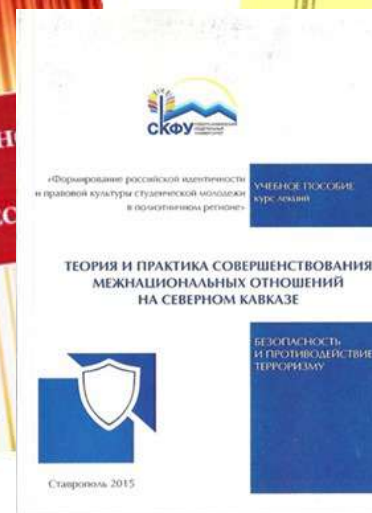 СКФУ
«Формирование российской идентичности
и правовой культуры студенческой молодежи
в полиэтничном регионе»
УЧЕБНОЕ ПОСОБИЕ
курс лекций
ТЕОРИЯ И ПРАКТИКА СОВЕРШЕНСТВОВАНИЯ
МЕЖНАЦИОНАЛЬНЫХ ОТНОШЕНИЙ
НА СЕВЕРНОМ КАВКАЗЕ
БЕЗОПАСНОСТЬ
И ПРОТИВОДЕЙСТВИЕ
ТЕРРОРИЗМУ
Ставрополь 2015